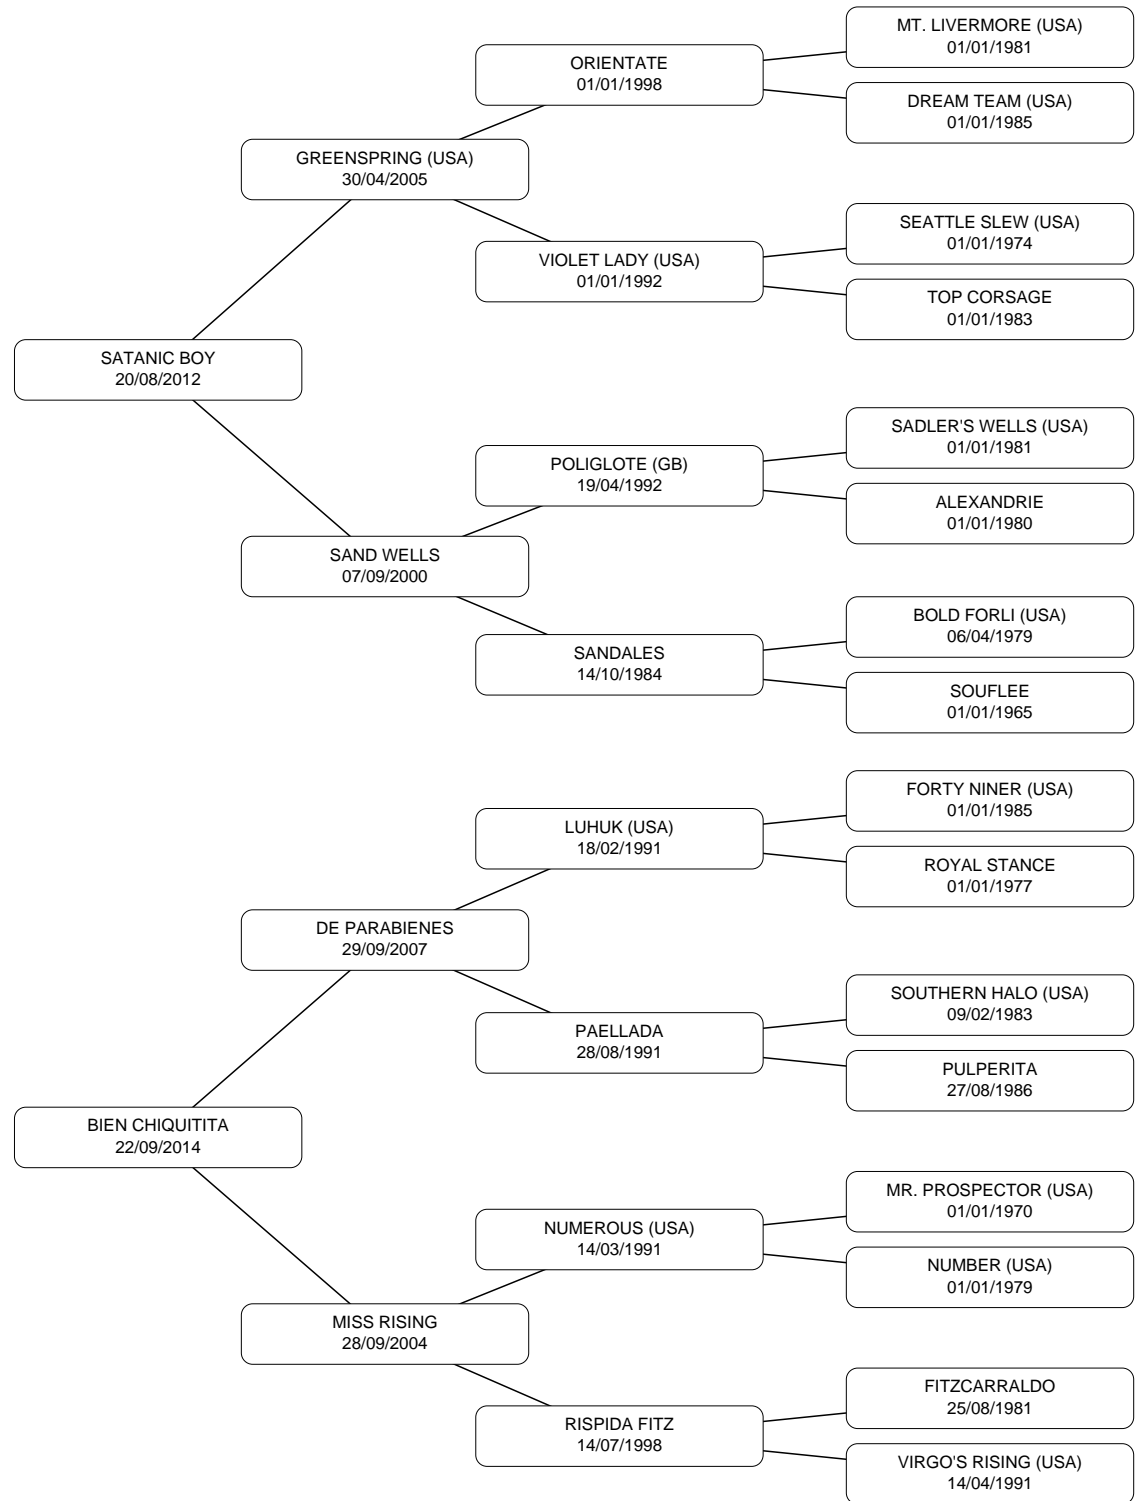 MT. LIVERMORE (USA)
01/01/1981
ORIENTATE
01/01/1998
DREAM TEAM (USA)
01/01/1985
GREENSPRING (USA)
30/04/2005
SEATTLE SLEW (USA)
01/01/1974
VIOLET LADY (USA)
01/01/1992
TOP CORSAGE
01/01/1983
SATANIC BOY
20/08/2012
SADLER'S WELLS (USA)
01/01/1981
POLIGLOTE (GB)
19/04/1992
ALEXANDRIE
01/01/1980
SAND WELLS
07/09/2000
BOLD FORLI (USA)
06/04/1979
SANDALES
14/10/1984
SOUFLEE
01/01/1965
FORTY NINER (USA)
01/01/1985
LUHUK (USA)
18/02/1991
ROYAL STANCE
01/01/1977
DE PARABIENES
29/09/2007
SOUTHERN HALO (USA)
09/02/1983
PAELLADA
28/08/1991
PULPERITA
27/08/1986
BIEN CHIQUITITA
22/09/2014
MR. PROSPECTOR (USA)
01/01/1970
NUMEROUS (USA)
14/03/1991
NUMBER (USA)
01/01/1979
MISS RISING
28/09/2004
FITZCARRALDO
25/08/1981
RISPIDA FITZ
14/07/1998
VIRGO'S RISING (USA)
14/04/1991